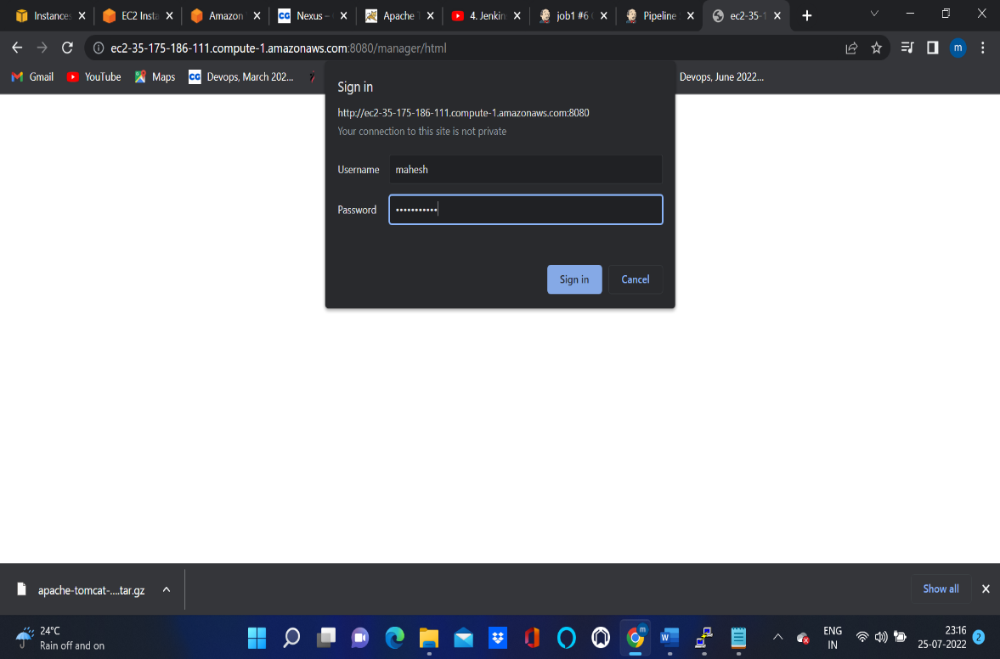 Instances
EC2 Insta
Amazon
CG Nexus –
Apache T
4. Jenkin
job1 #6
Pipeline
ec2-35-1
ec2-35-175-186-111.compute-1.amazonaws.com:8080/manager/html
m
Gmail
YouTube
Maps
CG Devops, March 202...
Devops, June 2022...
Sign in
http://ec2-35-175-186-111.compute-1.amazonaws.com:8080
Your connection to this site is not private
Username mahesh
Password •••••••••••
Sign in Cancel
apache-tomcat-....tar.gz
Show all
24°C
Rain off and on
m
W
ENG
IN
23:16
25-07-2022
2